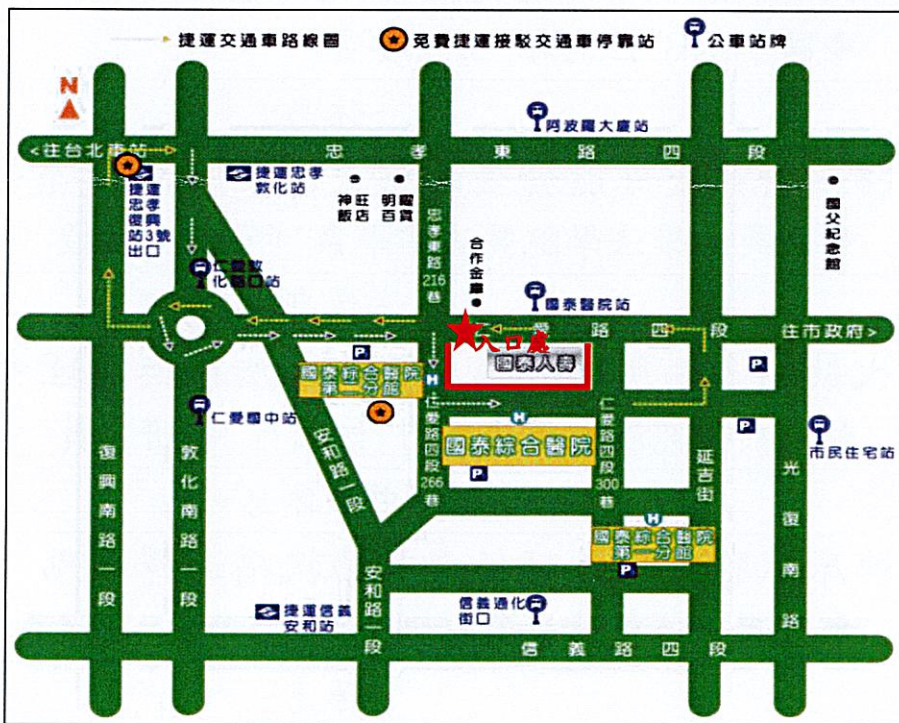 捷運交通車路線圖
免費捷運接駁交通車停靠站
公車站牌
N
阿波羅大廈站
<往台北車站
忠孝東路四段
捷運
忠孝
復興
站3號
出口
捷運忠孝
敦化站
神旺
飯店
明曜
百貨
忠孝東路216巷
合作金庫
國父紀念館
仁愛敦
化路口站
國泰醫院站
仁愛路四段
往市政府>
入口處
國泰人壽
P
國泰綜合醫院
第二分館
H
P
H
仁愛國中站
仁愛路四段266巷
國泰綜合醫院
仁愛路四段300巷
P
市民住宅站
復興南路一段
敦化南路一段
安和路一段
P
延吉街
光復南路
H
國泰綜合醫院
第一分館
P
安和路一段
捷運信義
安和站
信義通化
街口
信義路四段